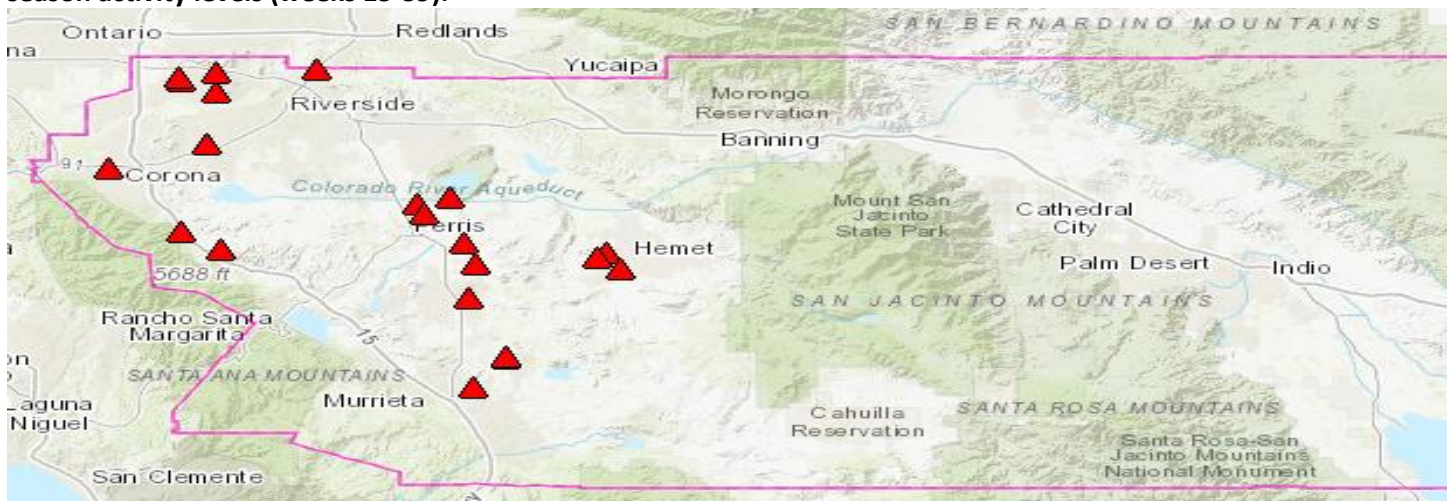 SAN BERNARDINO MOUNTAINS
Ontario
Redlands
Yucaipa
Riverside
Morongo
Reservation
Banning
91
Corona
Colorado River Aqueduct
Perris
Mount San
Jacinto
State Park
Cathedral
City
Hemet
Palm Desert
Indio
5688 ft
SAN JACINTO MOUNTAINS
Rancho Santa
Margarita
15
SANTA ANA MOUNTAINS
Murrieta
Laguna
Niguel
Cahuilla
Reservation
SANTA ROSA MOUNTAINS
Santa Rosa-San
Jacinto Mountains
National Monument
San Clemente